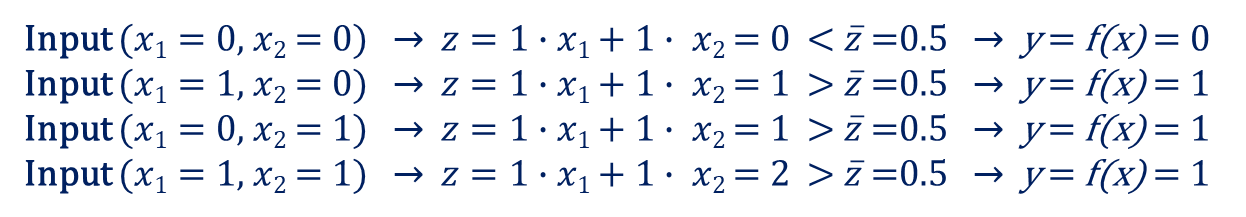 Input(x₁ = 0, x₂ = 0) → z = 1 · x₁ + 1 · x₂ = 0 < z̄ =0.5 → y = f(x) = 0
Input(x₁ = 1, x₂ = 0) → z = 1 · x₁ + 1 · x₂ = 1 > z̄ =0.5 → y = f(x) = 1
Input(x₁ = 0, x₂ = 1) → z = 1 · x₁ + 1 · x₂ = 1 > z̄ =0.5 → y = f(x) = 1
Input(x₁ = 1, x₂ = 1) → z = 1 · x₁ + 1 · x₂ = 2 > z̄ =0.5 → y = f(x) = 1